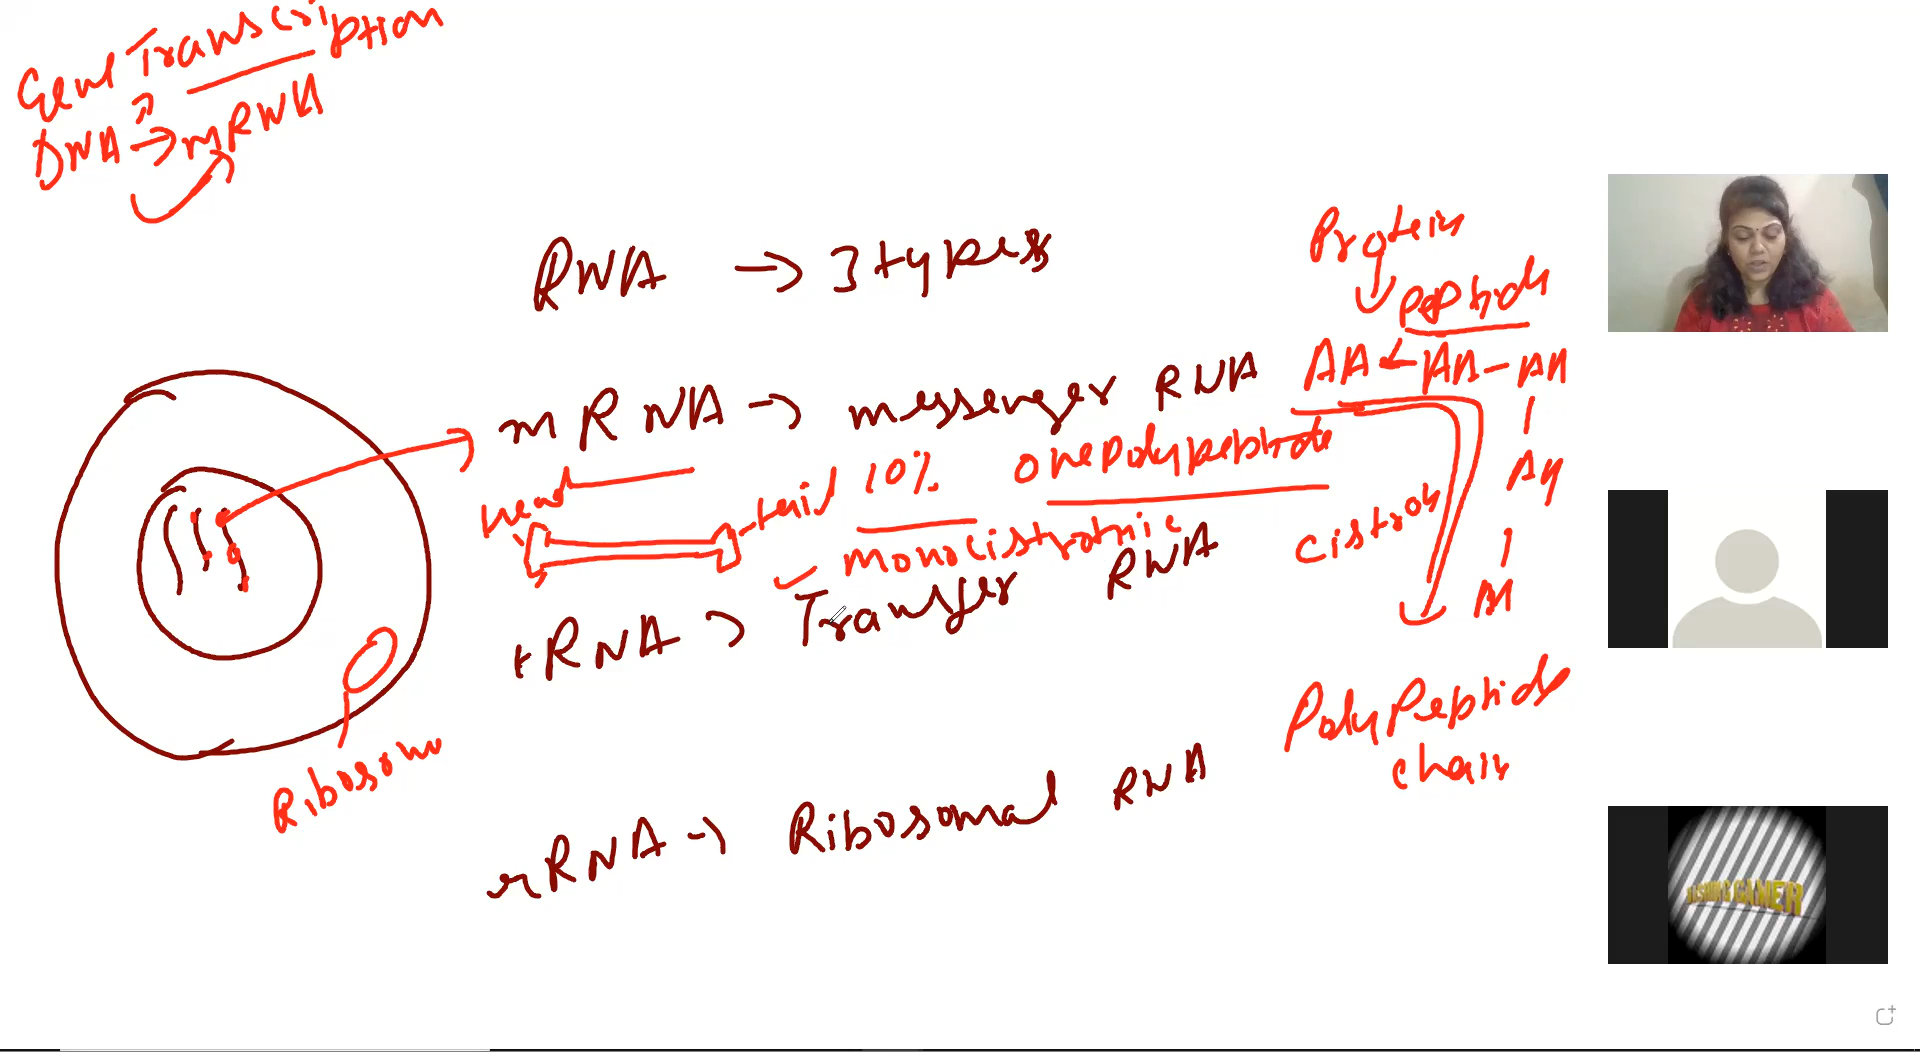 Gene Transcription
DNA → mRNA
RNA → 3 types
Protein
Peptide
AA - AA - AA
mRNA → messenger RNA
AA
AA
head
tail
10%
one polypeptide
monocistronic
cistron
tRNA → Transfer RNA
Polypeptide
chain
Ribosome
rRNA → Ribosomal RNA
GAMER